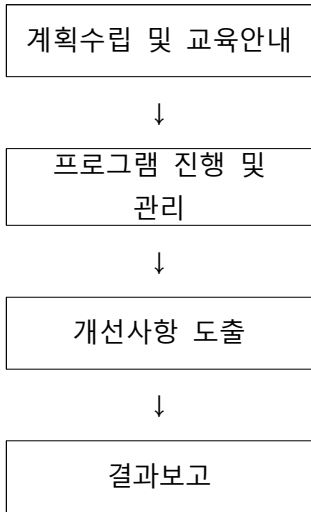 계획수립 및 교육안내
↓
프로그램 진행 및
관리
↓
개선사항 도출
↓
결과보고